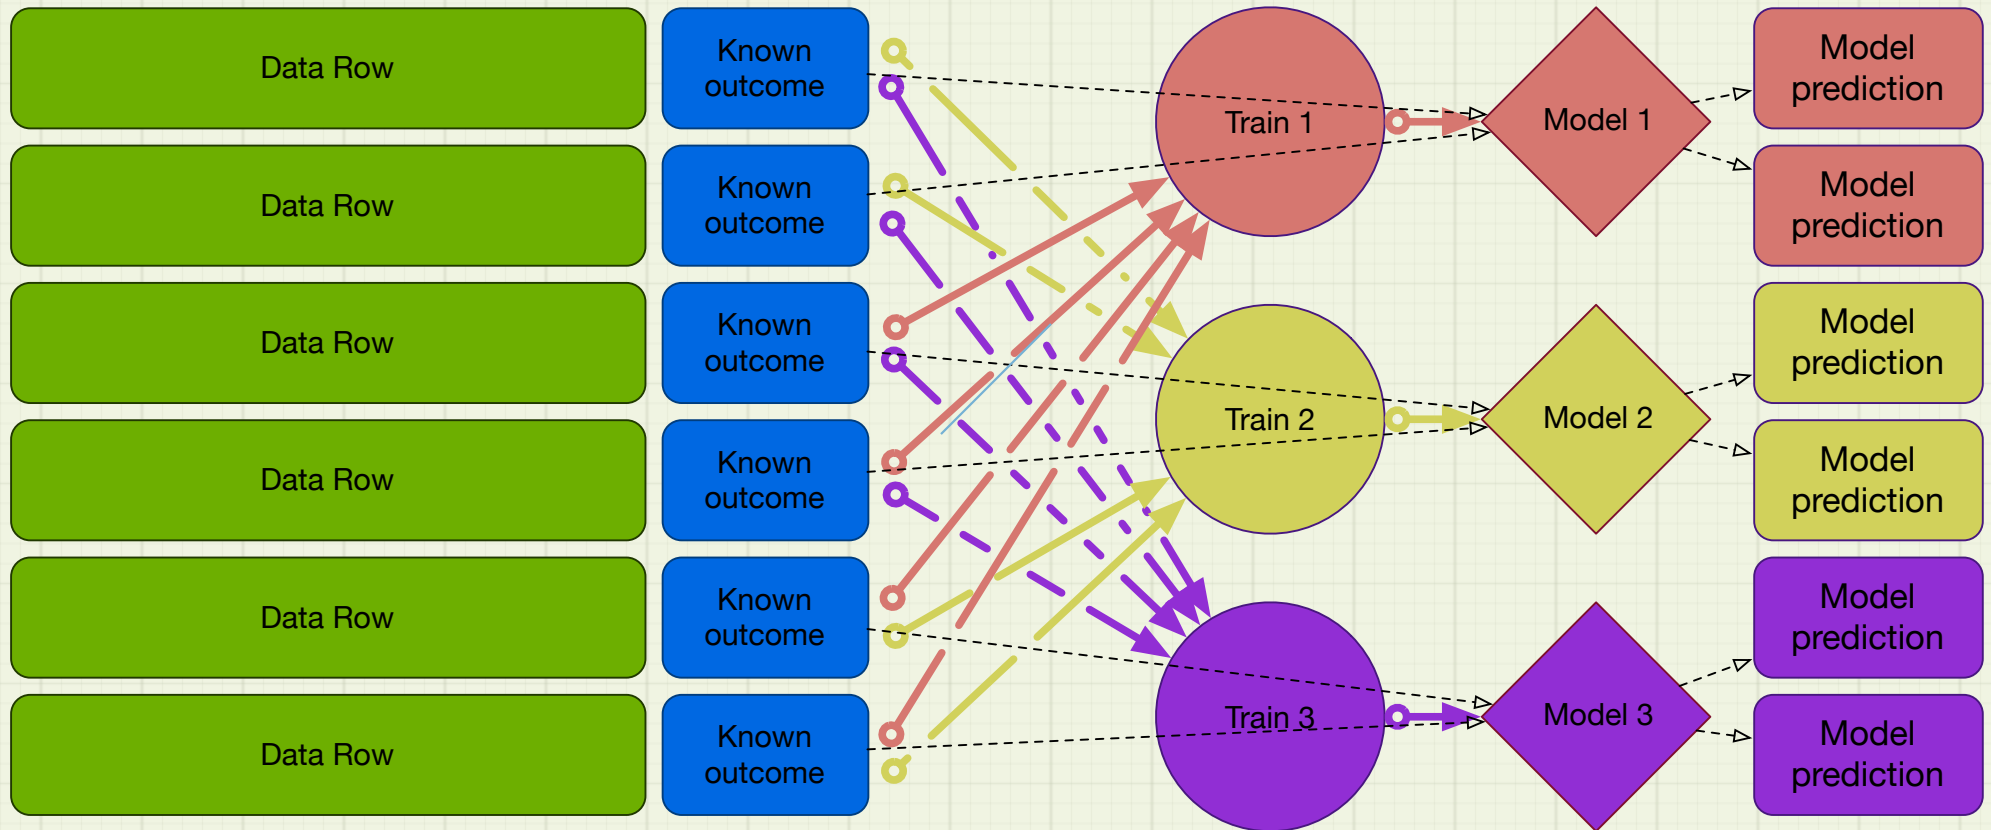 Data Row
Known
outcome
Train 1
Model 1
Model
prediction
Data Row
Known
outcome
Model
prediction
Data Row
Known
outcome
Train 2
Model 2
Model
prediction
Data Row
Known
outcome
Model
prediction
Data Row
Known
outcome
Train 3
Model 3
Model
prediction
Data Row
Known
outcome
Model
prediction